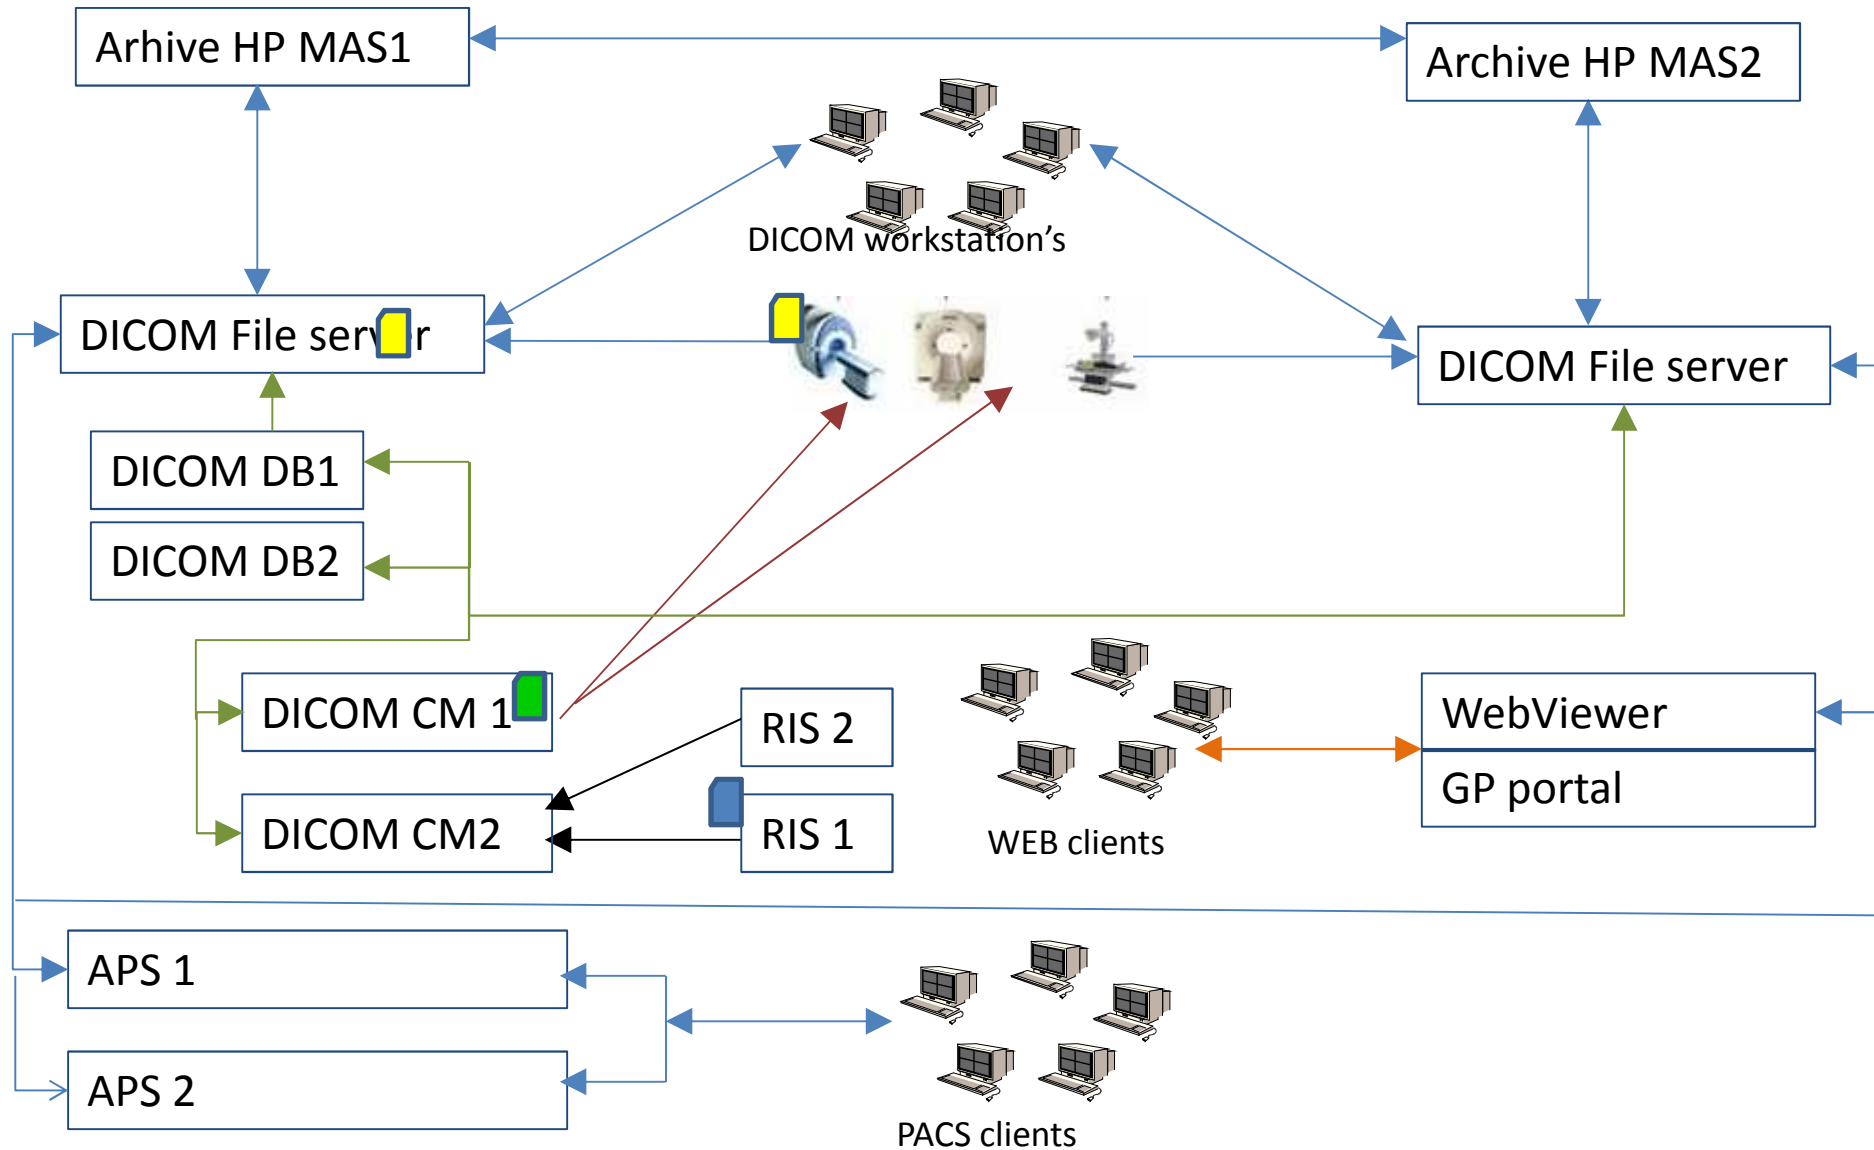 Arhive HP MAS1
Archive HP MAS2
DICOM workstation’s
DICOM File server
DICOM File server
DICOM DB1
DICOM DB2
DICOM CM 1
RIS 2
WebViewer
GP portal
DICOM CM2
RIS 1
WEB clients
APS 1
APS 2
PACS clients